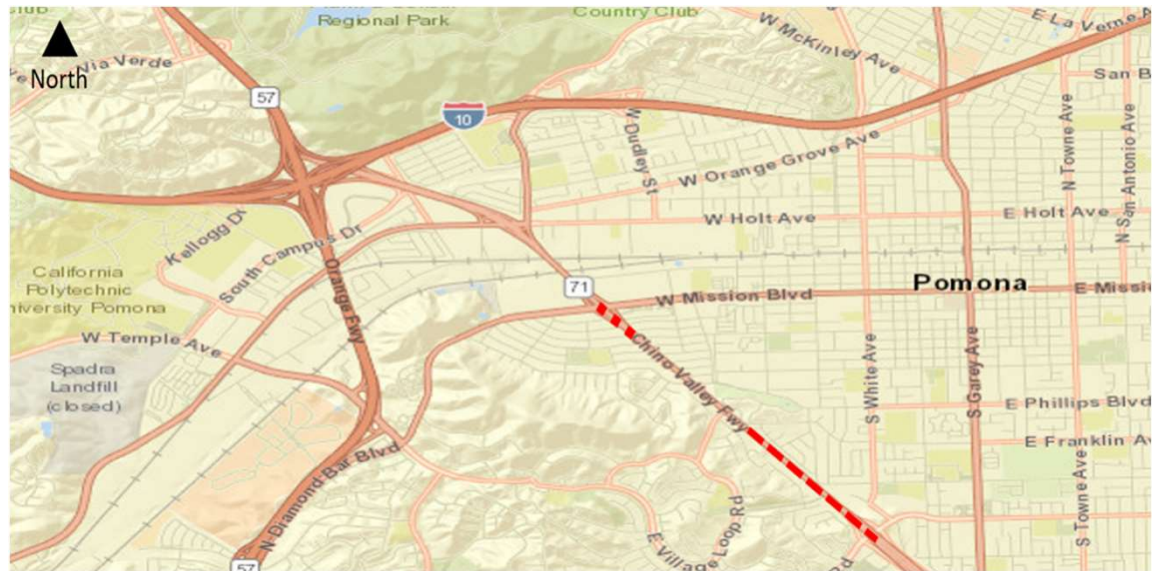 Regional Park
Country Club
W McKinley Ave
E La Verne A
North
Via Verde
57
10
San B
W Dudley St
W Orange Grove Ave
N Towne Ave
N San Antonio Ave
W Holt Ave
E Holt Ave
Kellogg Dr
South Campus Dr
California
Polytechnic
niversity Pomona
Orange Fwy
71
Pomona
W Mission Blvd
E Missi
W Temple Ave
Chino Valley Fwy
S White Ave
S Garey Ave
Spadra
Landfill
(closed)
E Phillips Blvd
E Franklin Av
N Diamond Bar Blvd
S Towne Ave
E Village Loop Rd
Rd
57